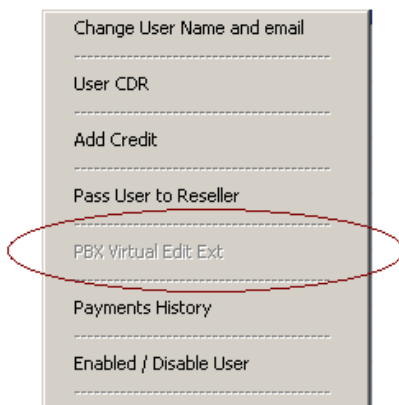 Change User Name and email
User CDR
Add Credit
Pass User to Reseller
PBX Virtual Edit Ext
Payments History
Enabled / Disable User